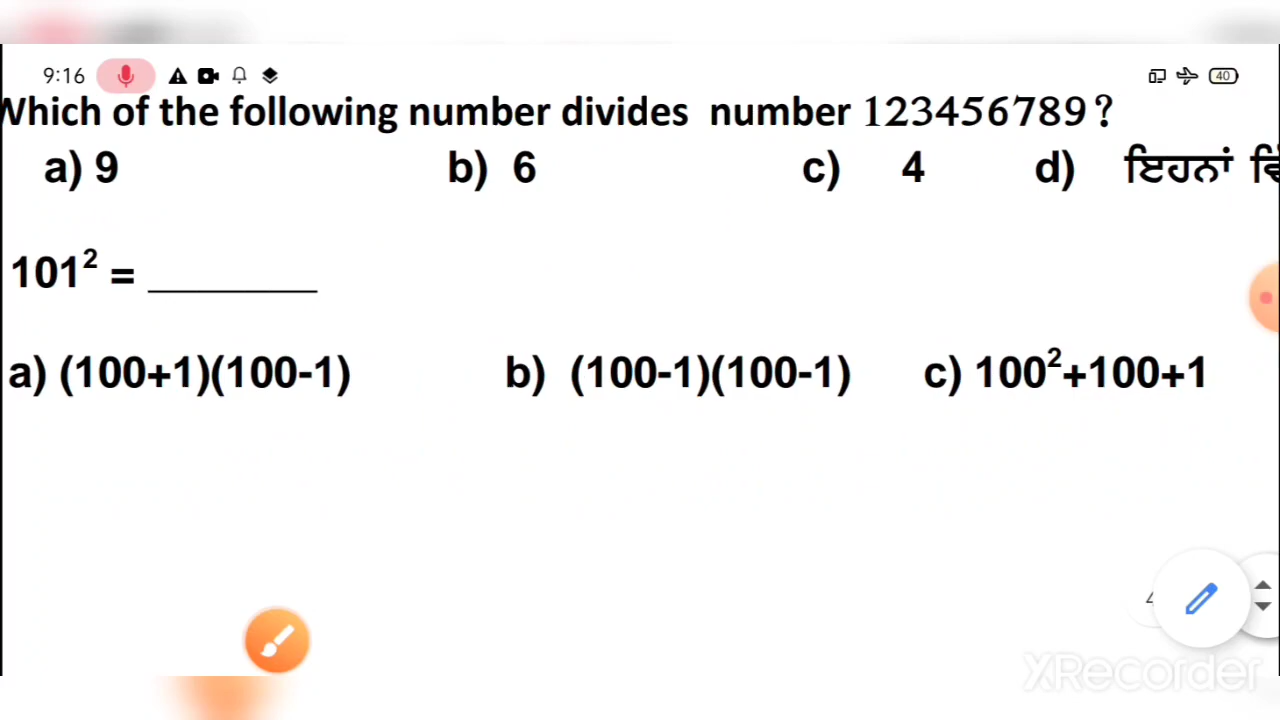 9:16 40
Which of the following number divides number 123456789?
a) 9 b) 6 c) 4 d) ਇਹਨਾਂ
101² = ________
a) (100+1)(100-1) b) (100-1)(100-1) c) 100²+100+1
XRecorder